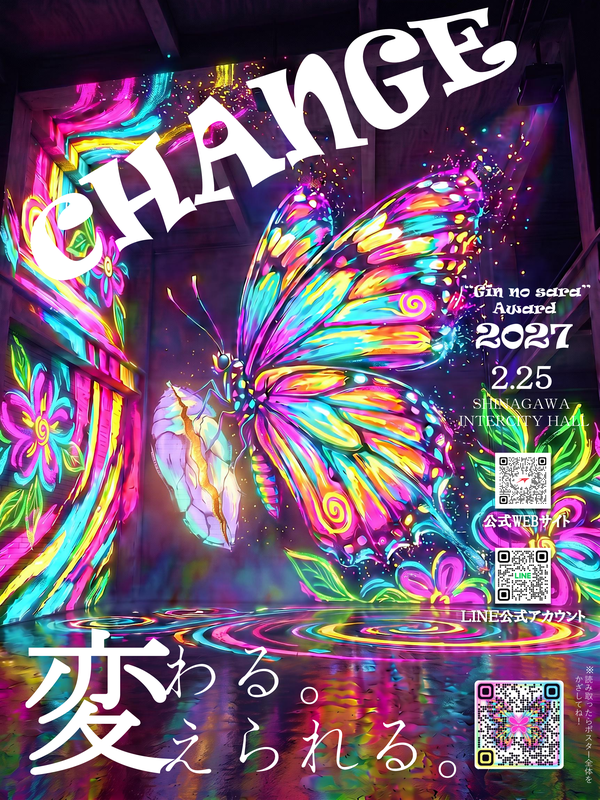 CHANGE
“Gin no sara”
Award
2027
2.25
SHINAGAWA
INTERCITY HALL
公式WEBサイト
LINE
LINE公式アカウント
変わる。
変えられる。
※読み取ったらポスター全体を
かざしてね!